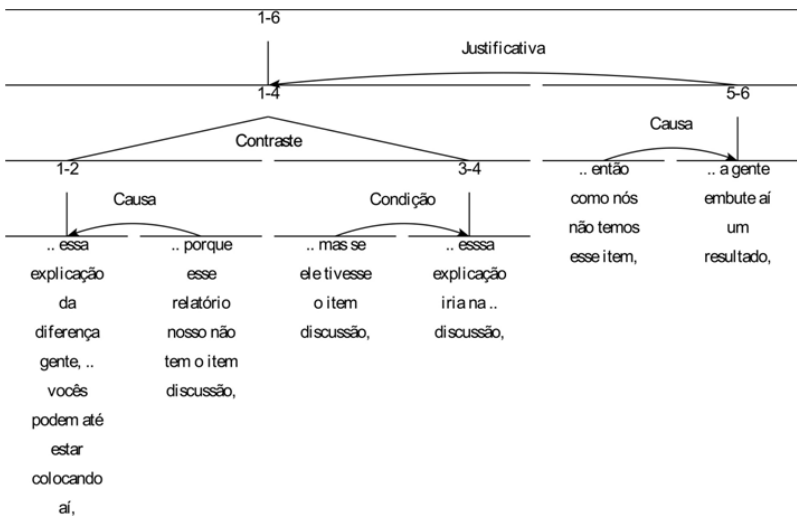 1-6
Justificativa
1-4
5-6
Contraste
Causa
1-2
3-4
.. então
como nós
não temos
esse item,
.. a gente
embute aí
um
resultado,
Causa
Condição
.. essa
explicação
da
diferença
gente, ..
vocês
podem até
estar
colocando
aí,
.. porque
esse
relatório
nosso não
tem o item
discussão,
.. mas se
ele tivesse
o item
discussão,
.. esssa
explicação
iria na ..
discussão,